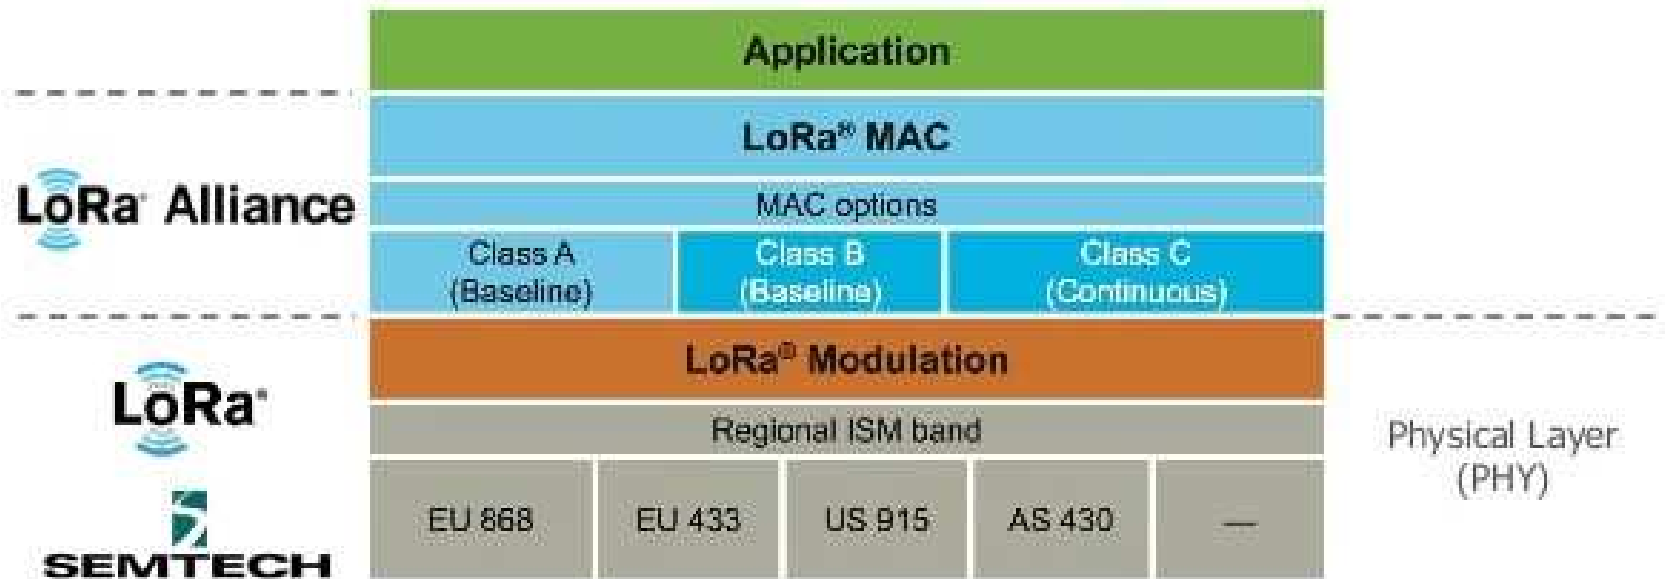 Application
LoRa® MAC
LoRa® Alliance
MAC options
Class A
(Baseline)
Class B
(Baseline)
Class C
(Continuous)
LoRa® Modulation
LoRa®
Regional ISM band
Physical Layer
(PHY)
EU 868
EU 433
US 915
AS 430
—
SEMTECH